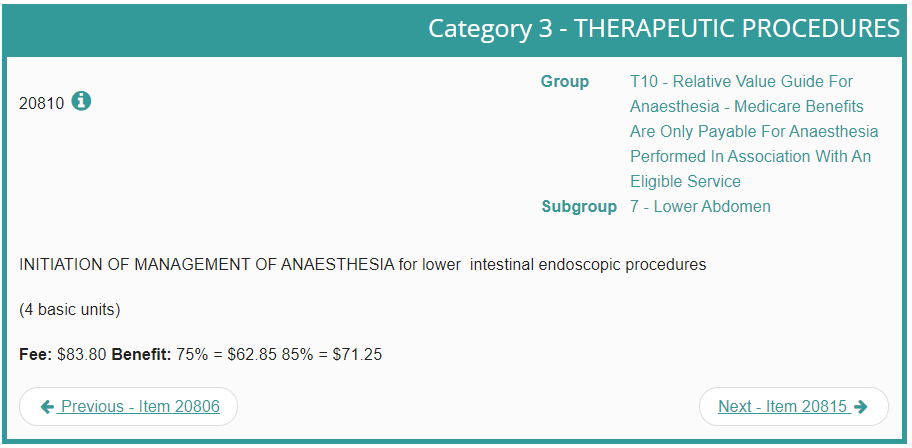 Category 3 - THERAPEUTIC PROCEDURES
20810
Group T10 - Relative Value Guide For
Anaesthesia - Medicare Benefits
Are Only Payable For Anaesthesia
Performed In Association With An
Eligible Service
Subgroup 7 - Lower Abdomen
INITIATION OF MANAGEMENT OF ANAESTHESIA for lower  intestinal endoscopic procedures
(4 basic units)
Fee: $83.80 Benefit: 75% = $62.85 85% = $71.25
Previous - Item 20806
Next - Item 20815